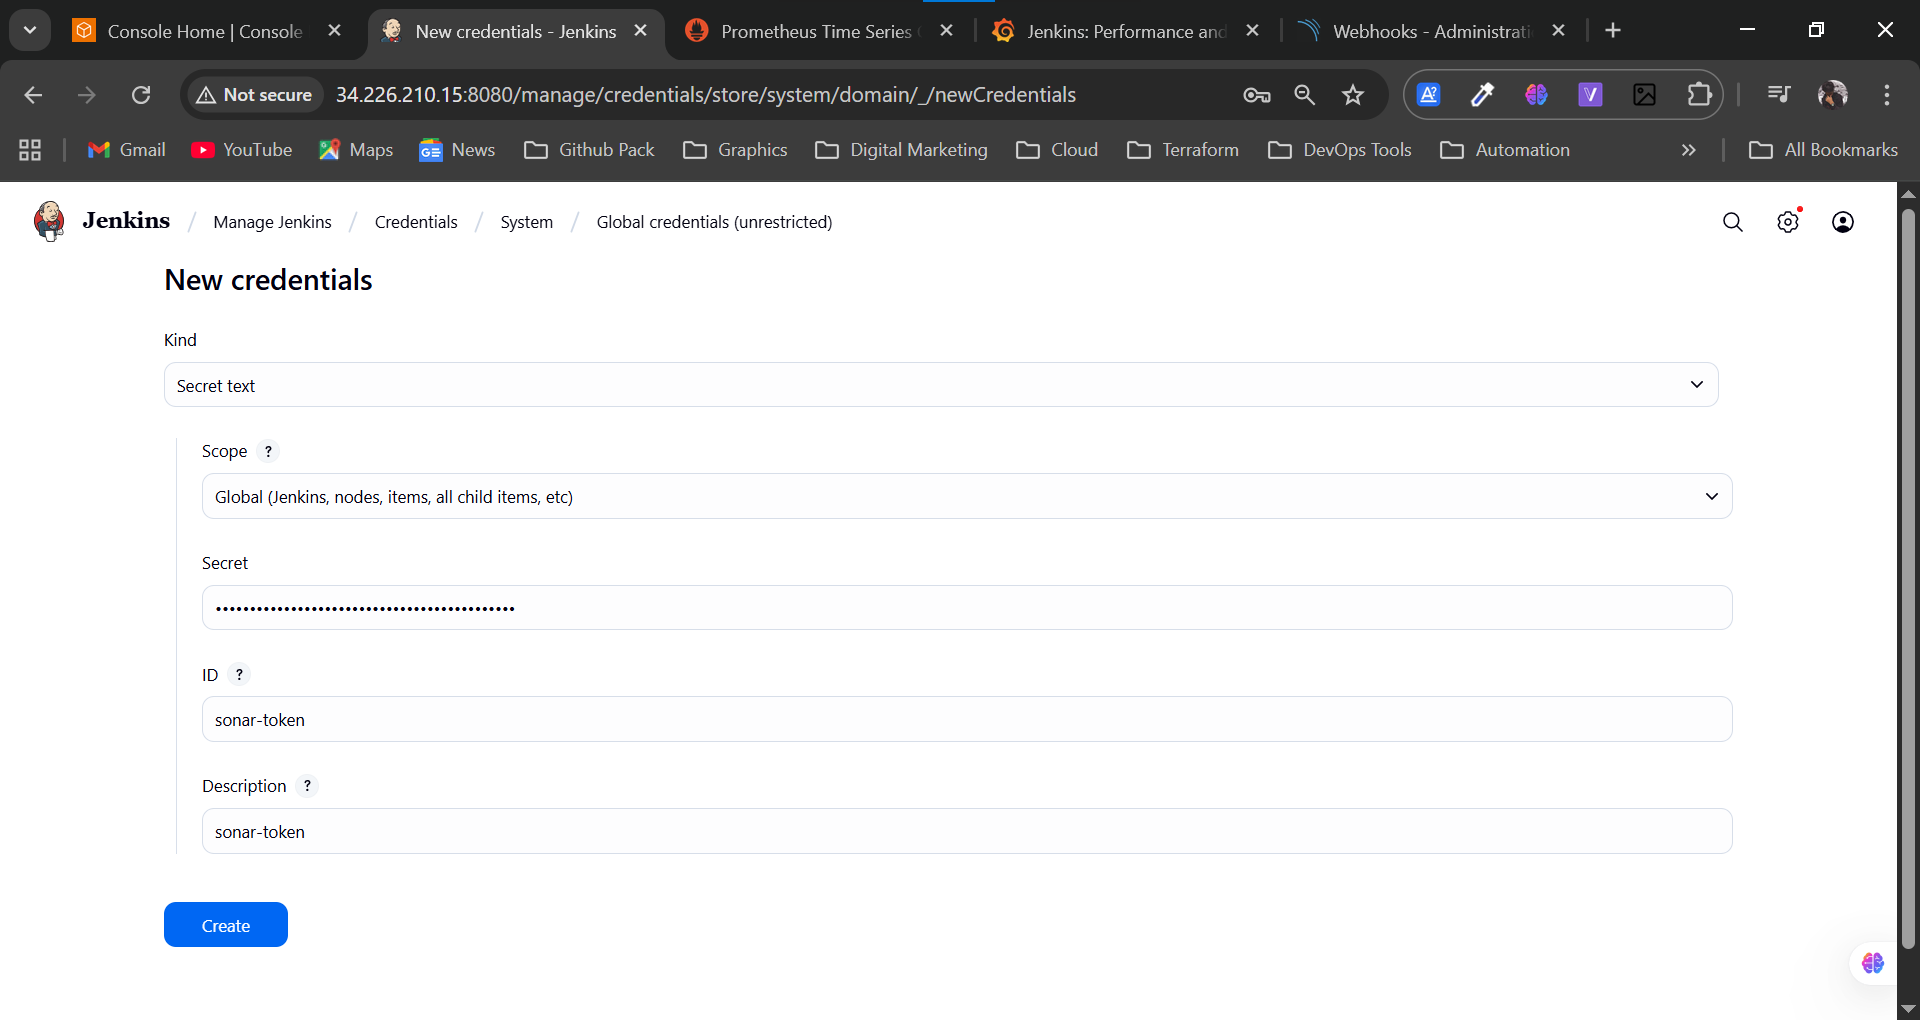 Console Home | Console
New credentials - Jenkins
Prometheus Time Series
Jenkins: Performance and
Webhooks - Administrati
Not secure
34.226.210.15:8080/manage/credentials/store/system/domain/_/newCredentials
Gmail
YouTube
Maps
News
Github Pack
Graphics
Digital Marketing
Cloud
Terraform
DevOps Tools
Automation
All Bookmarks
Jenkins / Manage Jenkins / Credentials / System / Global credentials (unrestricted)
New credentials
Kind
Secret text
Scope ?
Global (Jenkins, nodes, items, all child items, etc)
Secret
••••••••••••••••••••••••••••••••••••••••••••
ID ?
sonar-token
Description ?
sonar-token
Create